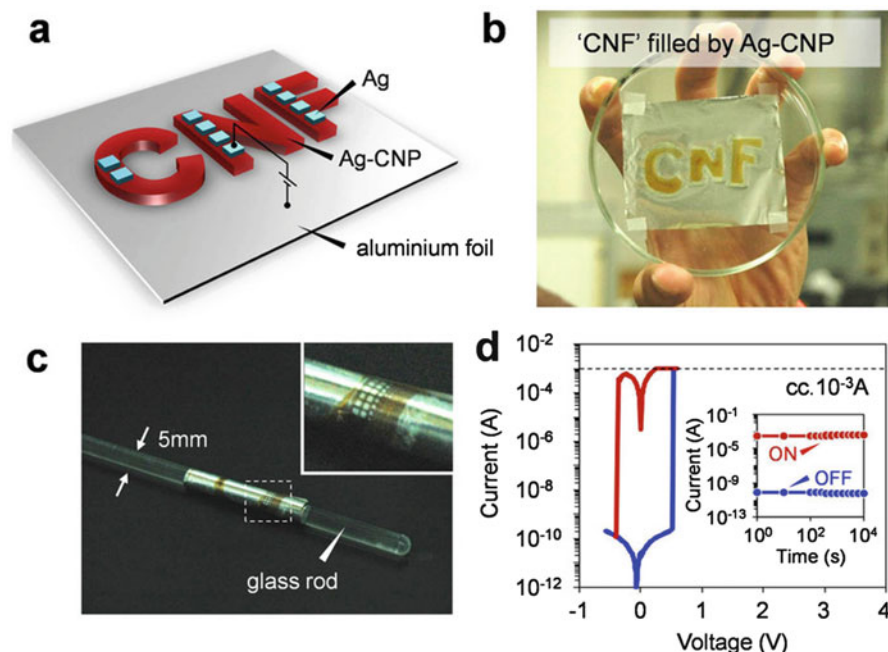 a
Ag
Ag-CNP
aluminium foil
b
'CNF' filled by Ag-CNP
CNF
c
5mm
glass rod
d
Current (A)
10⁻²
10⁻⁴
10⁻⁶
10⁻⁸
10⁻¹⁰
10⁻¹²
-1 0 1 2 3 4
Voltage (V)
cc.10⁻³A
Current (A)
10⁻¹
10⁻⁵
10⁻⁹
10⁻¹³
ON
OFF
10⁰ 10² 10⁴
Time (s)